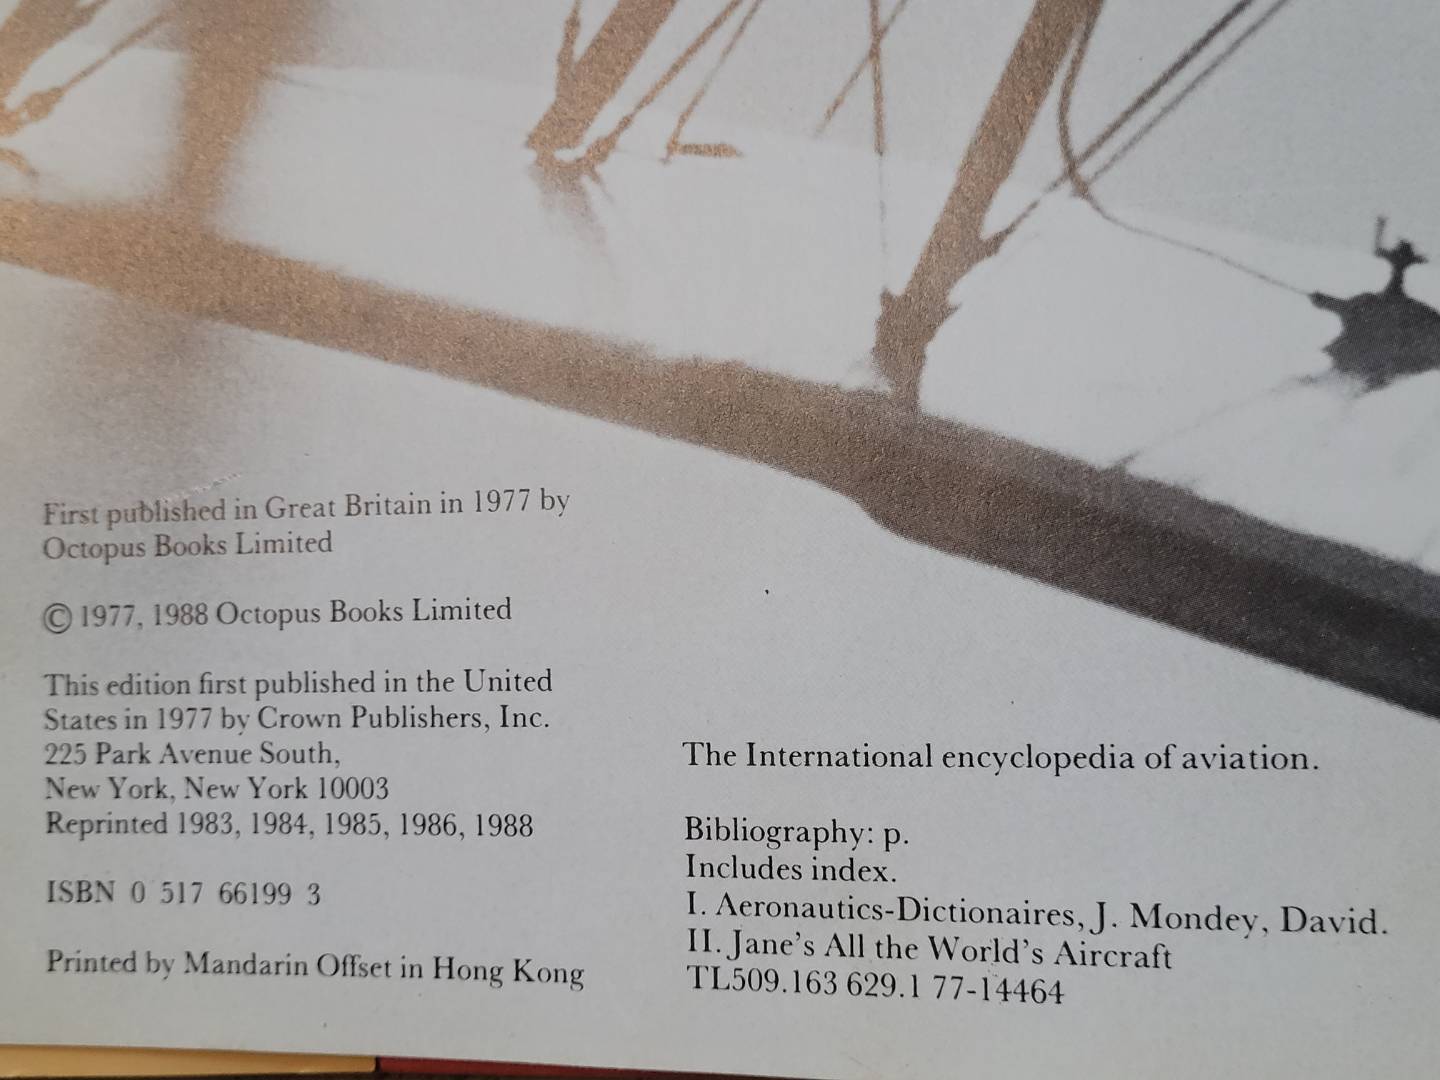 First published in Great Britain in 1977 by
Octopus Books Limited
© 1977, 1988 Octopus Books Limited
This edition first published in the United
States in 1977 by Crown Publishers, Inc.
225 Park Avenue South,
New York, New York 10003
Reprinted 1983, 1984, 1985, 1986, 1988
ISBN 0 517 66199 3
Printed by Mandarin Offset in Hong Kong
The International encyclopedia of aviation.
Bibliography: p.
Includes index.
I. Aeronautics-Dictionaires, J. Mondey, David.
II. Jane's All the World's Aircraft
TL509.163 629.1 77-14464